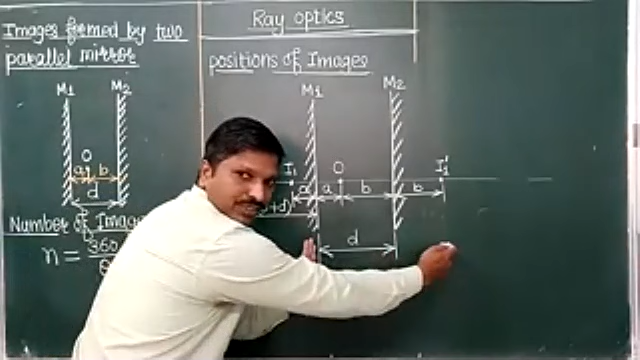 Ray optics
Images formed by two
parallel mirror
M1 M2
O
a b
d
Number of Imag
n = 360
positions of Images
M1 M2
I1 O I1'
a a b b
+d)
d